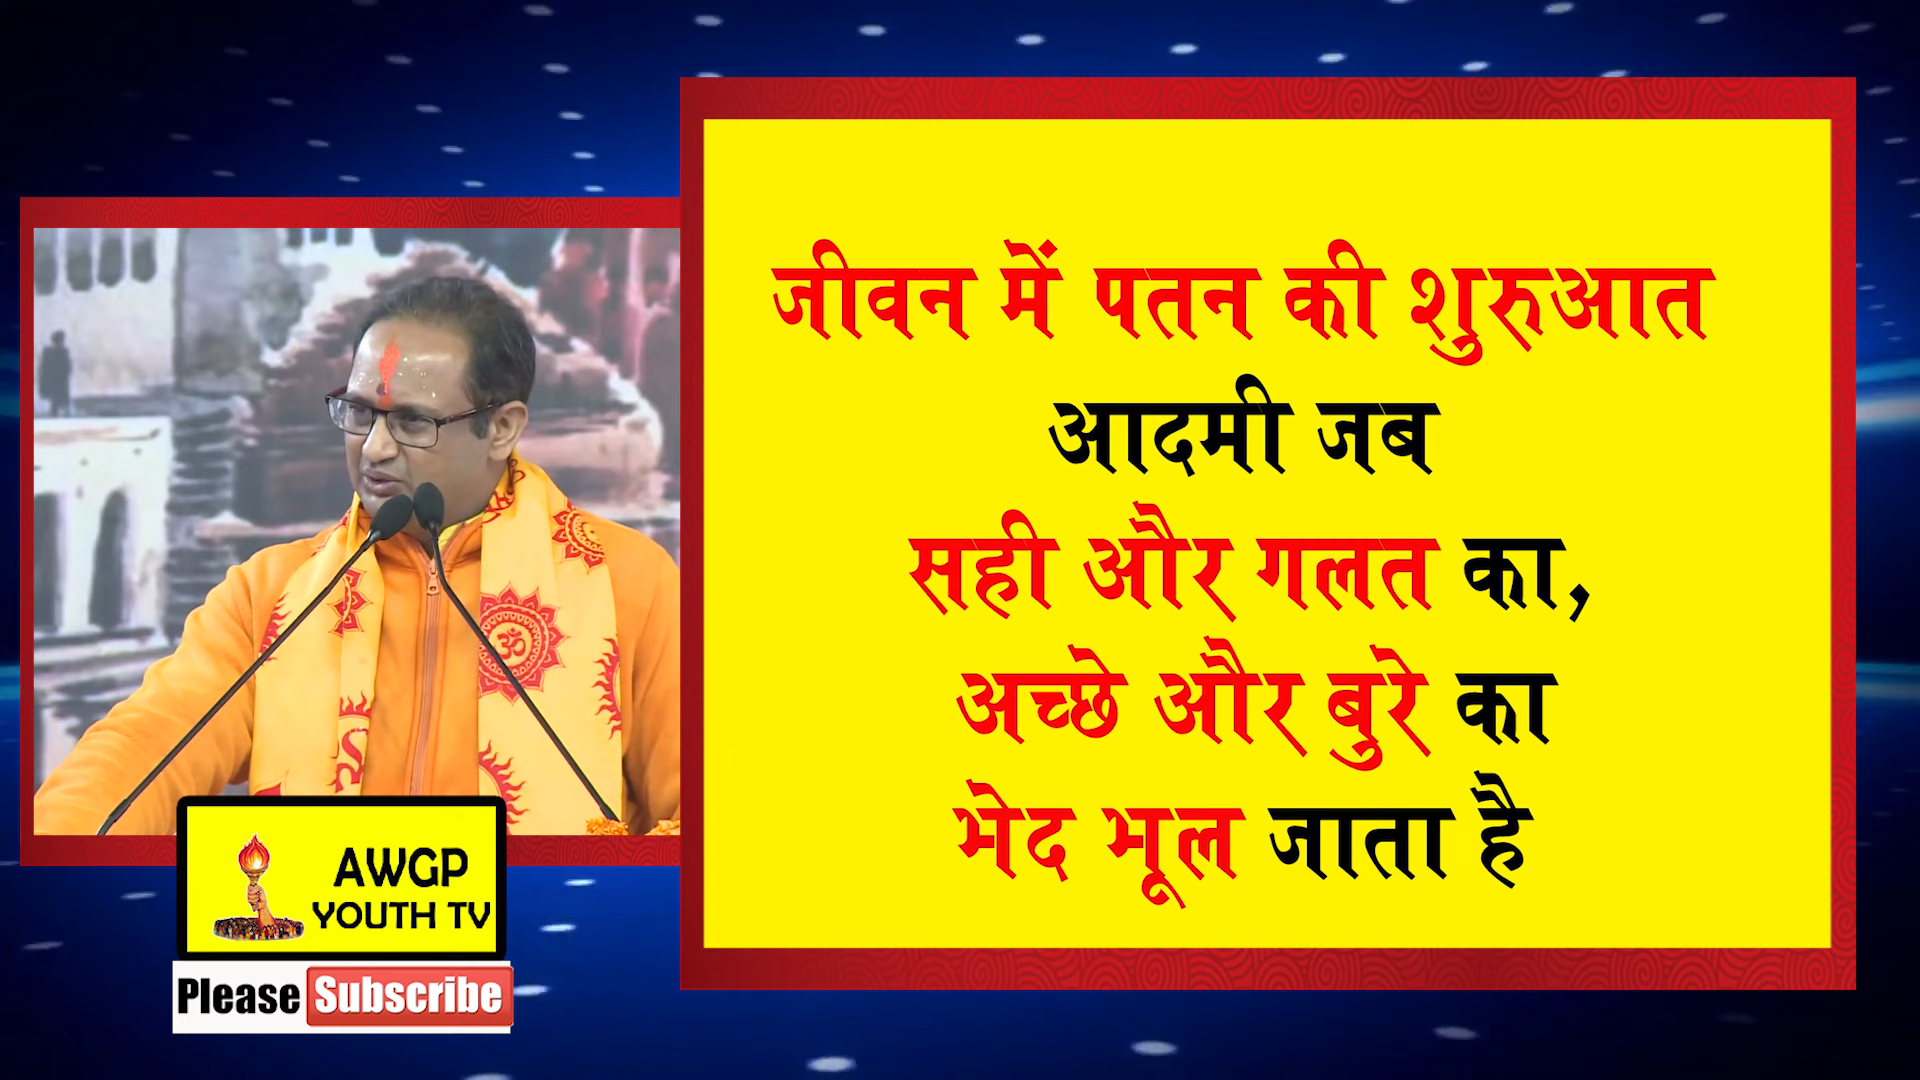 जीवन में पतन की शुरुआत
आदमी जब
सही और गलत का,
अच्छे और बुरे का
भेद भूल जाता है
AWGP
YOUTH TV
Please Subscribe